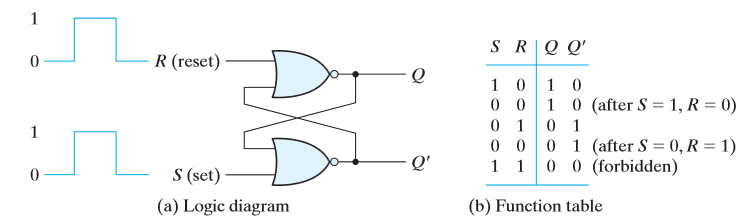 1
0
R (reset)
Q
1
0
S (set)
Q'
(a) Logic diagram
S R Q Q'
1 0 1 0
0 0 1 0 (after S = 1, R = 0)
0 1 0 1
0 0 0 1 (after S = 0, R = 1)
1 1 0 0 (forbidden)
(b) Function table